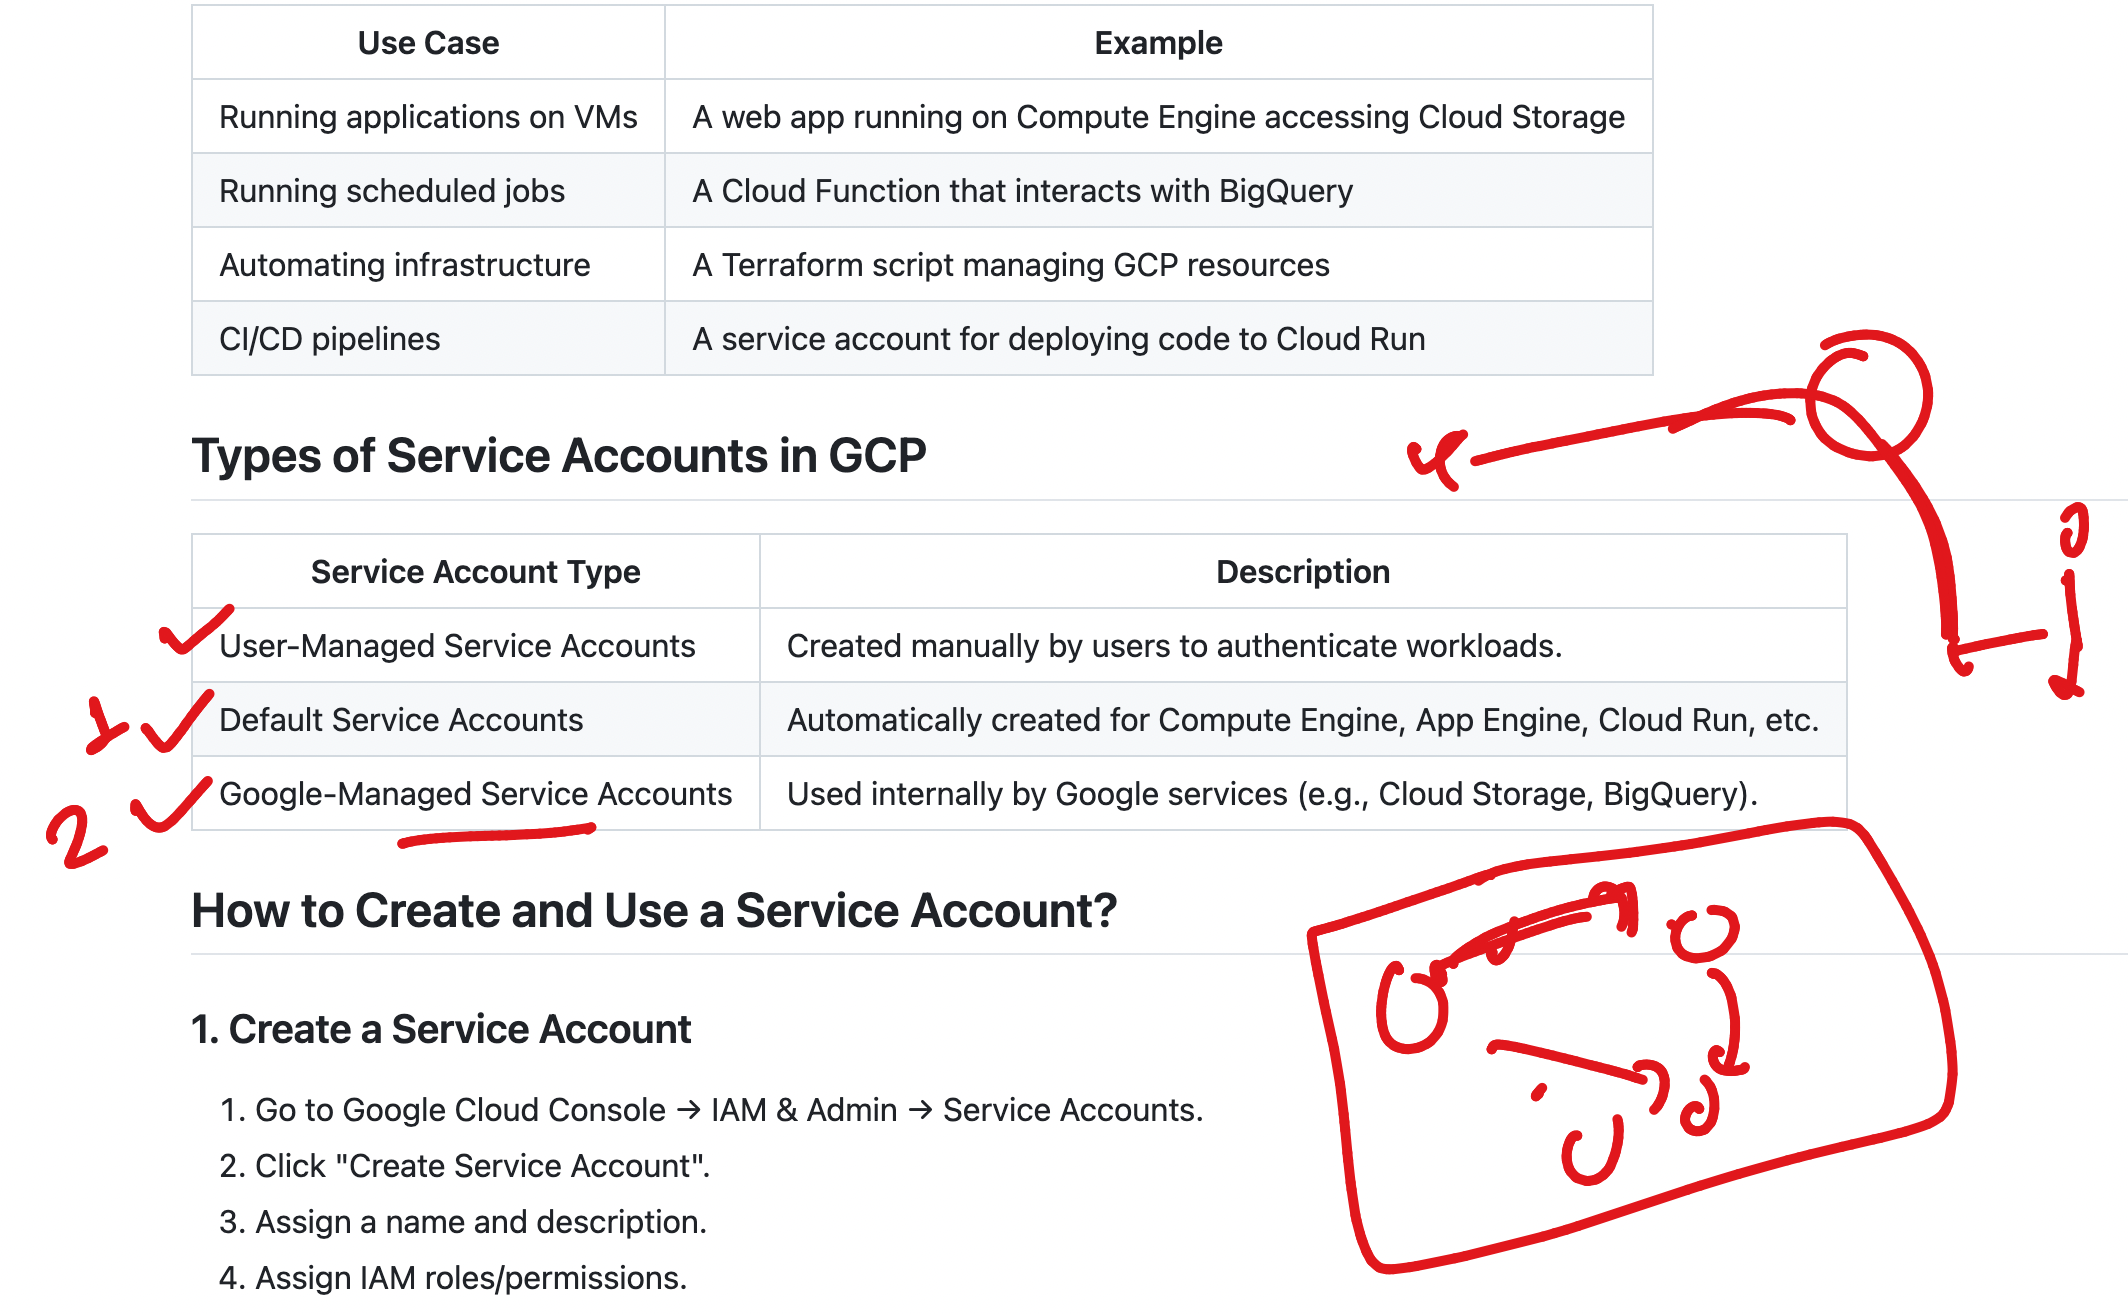 Use Case Example
Running applications on VMs A web app running on Compute Engine accessing Cloud Storage
Running scheduled jobs A Cloud Function that interacts with BigQuery
Automating infrastructure A Terraform script managing GCP resources
CI/CD pipelines A service account for deploying code to Cloud Run
Types of Service Accounts in GCP
Service Account Type Description
User-Managed Service Accounts Created manually by users to authenticate workloads.
1 Default Service Accounts Automatically created for Compute Engine, App Engine, Cloud Run, etc.
2 Google-Managed Service Accounts Used internally by Google services (e.g., Cloud Storage, BigQuery).
How to Create and Use a Service Account?
1. Create a Service Account
1. Go to Google Cloud Console → IAM & Admin → Service Accounts.
2. Click "Create Service Account".
3. Assign a name and description.
4. Assign IAM roles/permissions.